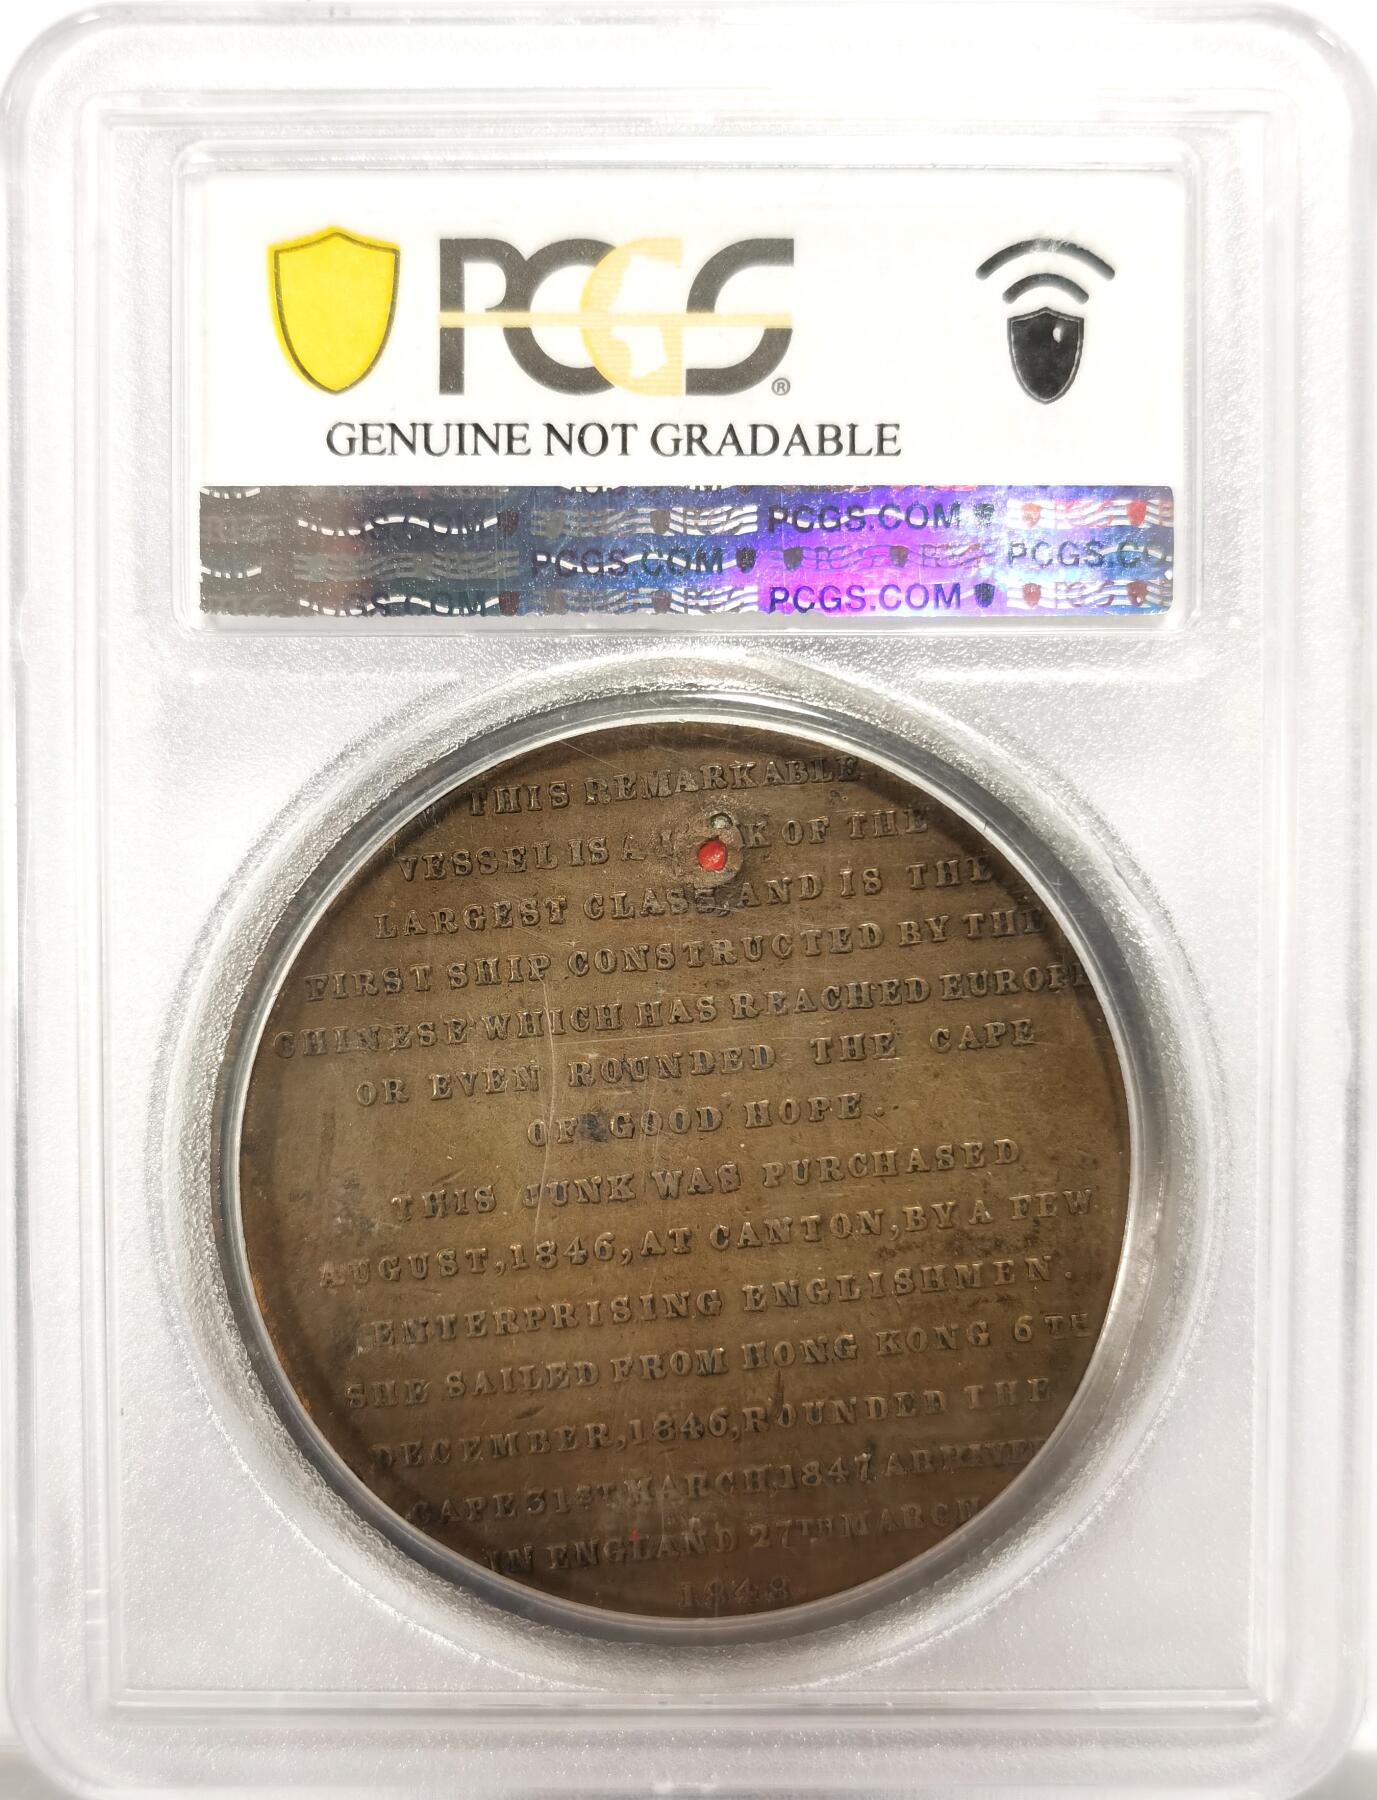 PCGS®
GENUINE NOT GRADABLE
PCGS.COM
PCGS.COM PCGS
PCGS.COM
THIS REMARKABLE
VESSEL IS A OF THE
LARGEST CLASS, AND IS THE
FIRST SHIP CONSTRUCTED BY THE
CHINESE WHICH HAS REACHED EUROPE
OR EVEN ROUNDED THE CAPE
OF GOOD HOPE.
THIS JUNK WAS PURCHASED
AUGUST, 1846, AT CANTON, BY A FEW
ENTERPRISING ENGLISHMEN.
SHE SAILED FROM HONG KONG 6TH
DECEMBER, 1846, ROUNDED THE
CAPE 31ST MARCH, 1847, ARRIVED
IN ENGLAND 27TH MARCH
1848